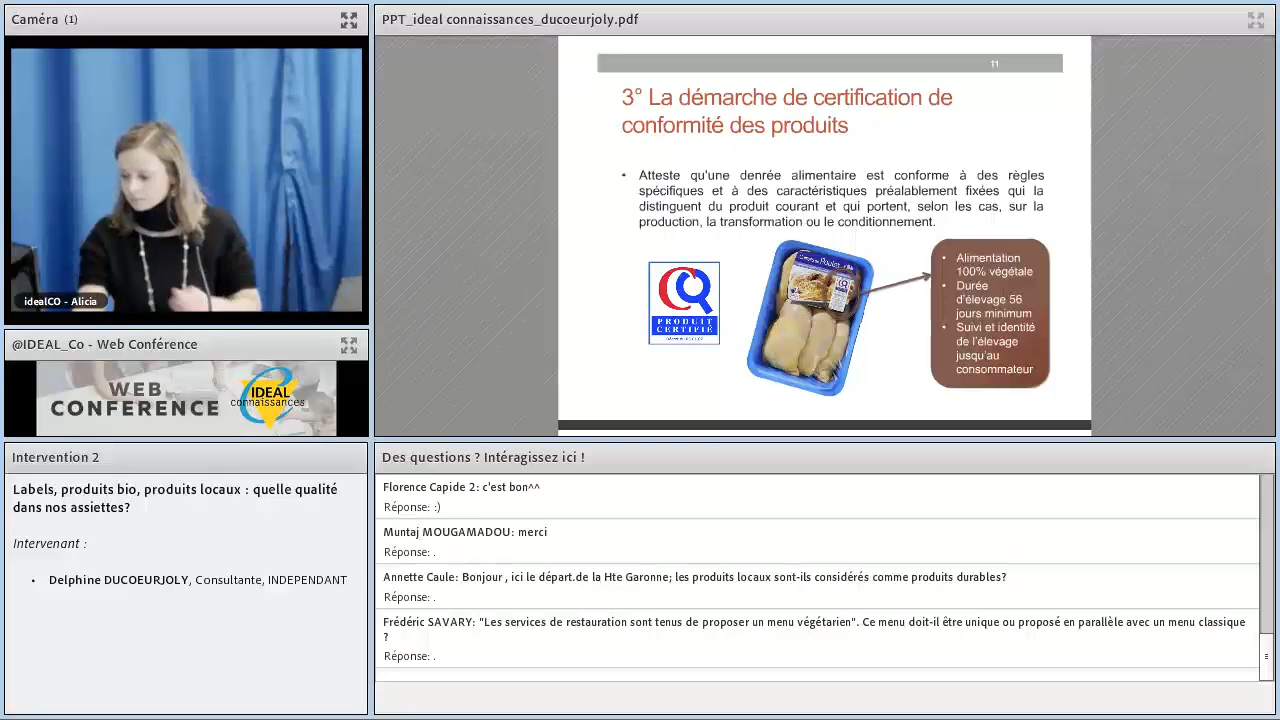 Caméra (1)
idealCO - Alicia
@IDEAL_Co - Web Conférence
WEB
CONFERENCE
IDEAL
connaissances
Intervention 2
Labels, produits bio, produits locaux : quelle qualité
dans nos assiettes?
Intervenant :
• Delphine DUCOEURJOLY, Consultante, INDEPENDANT
PPT_ideal connaissances_ducoeurjoly.pdf
11
3° La démarche de certification de
conformité des produits
• Atteste qu'une denrée alimentaire est conforme à des règles
spécifiques et à des caractéristiques préalablement fixées qui la
distinguent du produit courant et qui portent, selon les cas, sur la
production, la transformation ou le conditionnement.
PRODUIT
CERTIFIÉ
Poulet
• Alimentation
100% végétale
• Durée
d'élevage 56
jours minimum
• Suivi et identité
de l'élevage
jusqu'au
consommateur
Des questions ? Intéragissez ici !
Florence Capide 2: c'est bon^^
Réponse: :)
Muntaj MOUGAMADOU: merci
Réponse: .
Annette Caule: Bonjour , ici le départ.de la Hte Garonne; les produits locaux sont-ils considérés comme produits durables?
Réponse: .
Frédéric SAVARY: "Les services de restauration sont tenus de proposer un menu végétarien". Ce menu doit-il être unique ou proposé en parallèle avec un menu classique
?
Réponse: .